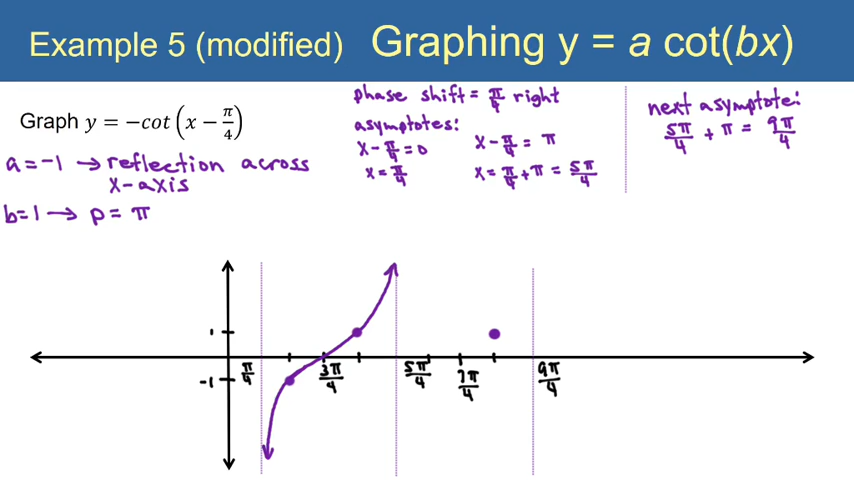 Example 5 (modified) Graphing y = a cot(bx)
Graph y = −cot (x − π/4)
a = -1 → reflection across
x-axis
b=1 → p = π
phase shift = π/4 right
asymptotes:
x - π/4 = 0
x = π/4
x - π/4 = π
x = π/4 + π = 5π/4
next asymptote:
5π/4 + π = 9π/4
1
-1
π/4 3π/4 5π/4 7π/4 9π/4